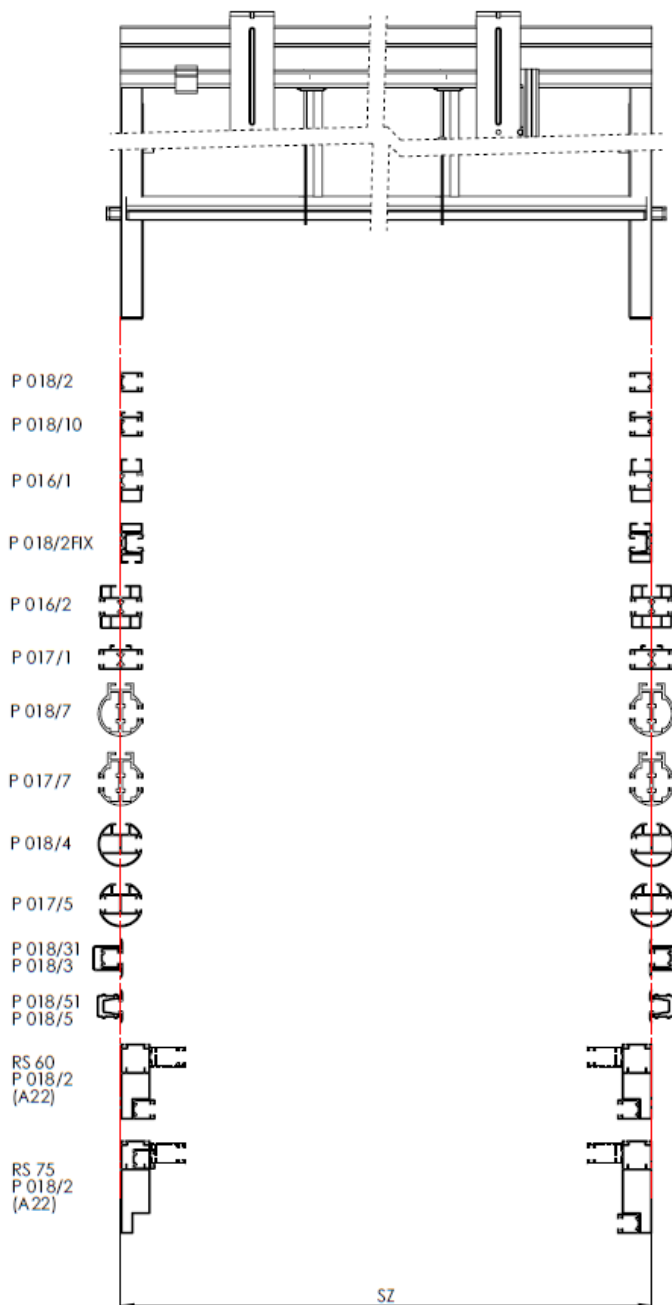 P 018/2
P 018/10
P 016/1
P 018/2FIX
P 016/2
P 017/1
P 018/7
P 017/7
P 018/4
P 017/5
P 018/31
P 018/3
P 018/51
P 018/5
RS 60
P 018/2
(A22)
RS 75
P 018/2
(A22)
SZ